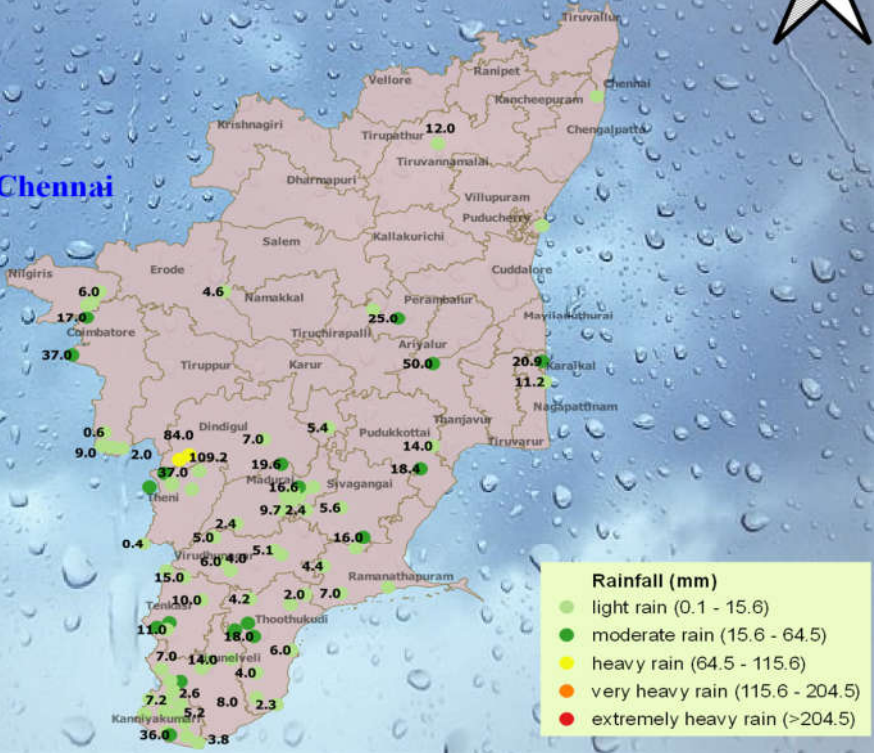 Tiruvallur
Ranipet
Vellore
Chennai
Kancheepuram
Krishnagiri
12.0
Tirupathur
Chengalpattu
Tiruvannamalai
Dharmapuri
Chennai
Villupuram
Puducherry
Salem
Kallakurichi
Nilgiris
Erode
Cuddalore
6.0
4.6
Namakkal
Perambalur
17.0
25.0
Mayiladuthurai
Coimbatore
Tiruchirapalli
Ariyalur
37.0
Tiruppur
Karur
50.0
20.9
Karaikal
11.2
Nagapattinam
0.6
84.0
Dindigul
7.0
5.4
Pudukkottai
Thanjavur
14.0
Tiruvarur
9.0
2.0
109.2
37.0
19.6
18.4
Madurai
16.6
Sivagangai
Theni
9.7
2.4
5.6
2.4
5.0
16.0
0.4
Virudhunagar
6.0
4.0
5.1
4.4
15.0
Ramanathapuram
10.0
4.2
2.0
7.0
Tenkasi
Thoothukudi
11.0
18.0
6.0
7.0
14.0
4.0
7.2
2.6
8.0
2.3
5.2
Kanniyakumari
36.0
3.8
Rainfall (mm)
light rain (0.1 - 15.6)
moderate rain (15.6 - 64.5)
heavy rain (64.5 - 115.6)
very heavy rain (115.6 - 204.5)
extremely heavy rain (>204.5)